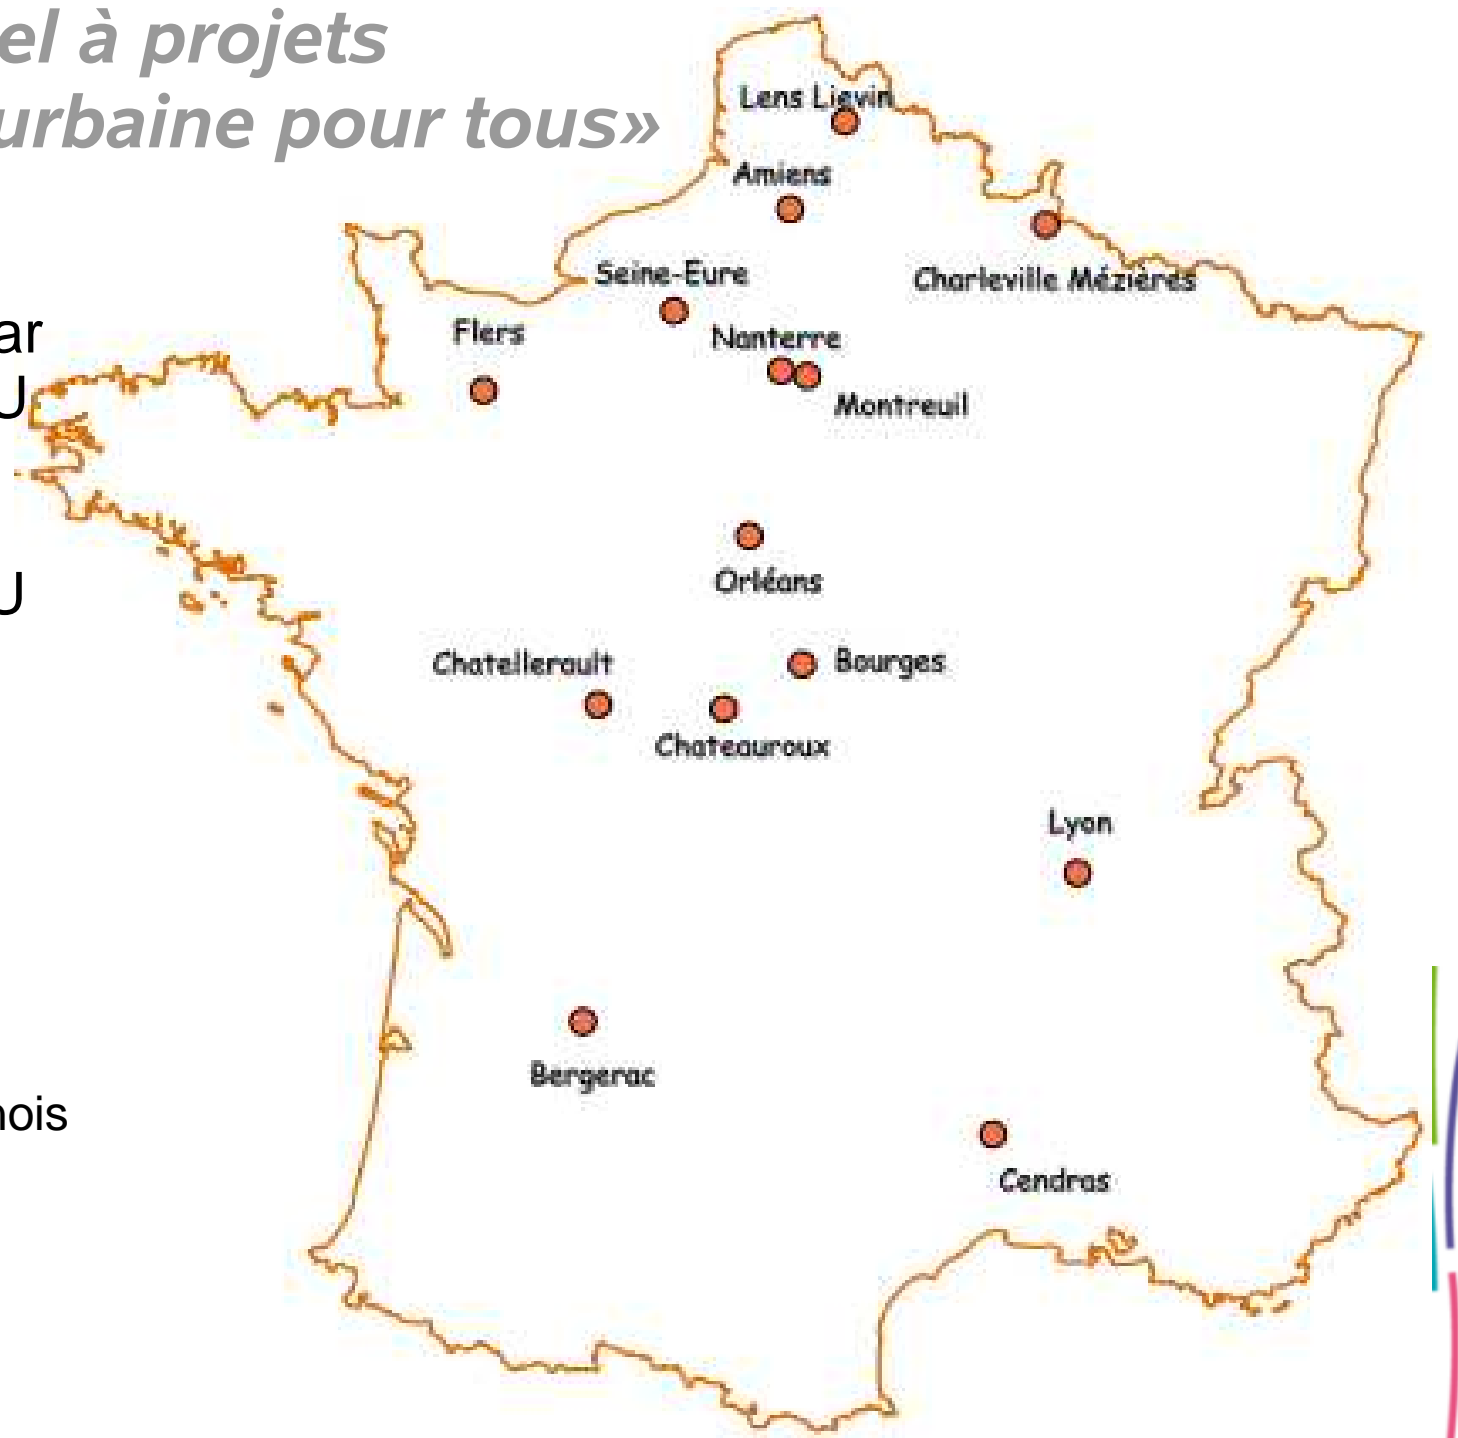 el à projets
urbaine pour tous»
Lens Lievin
Amiens
Seine-Eure
Charleville Mézières
Flers
Nanterre
ar
U
Montreuil
Orléans
U
Chatellerault
Bourges
Chateauroux
Lyon
Bergerac
nois
Cendras